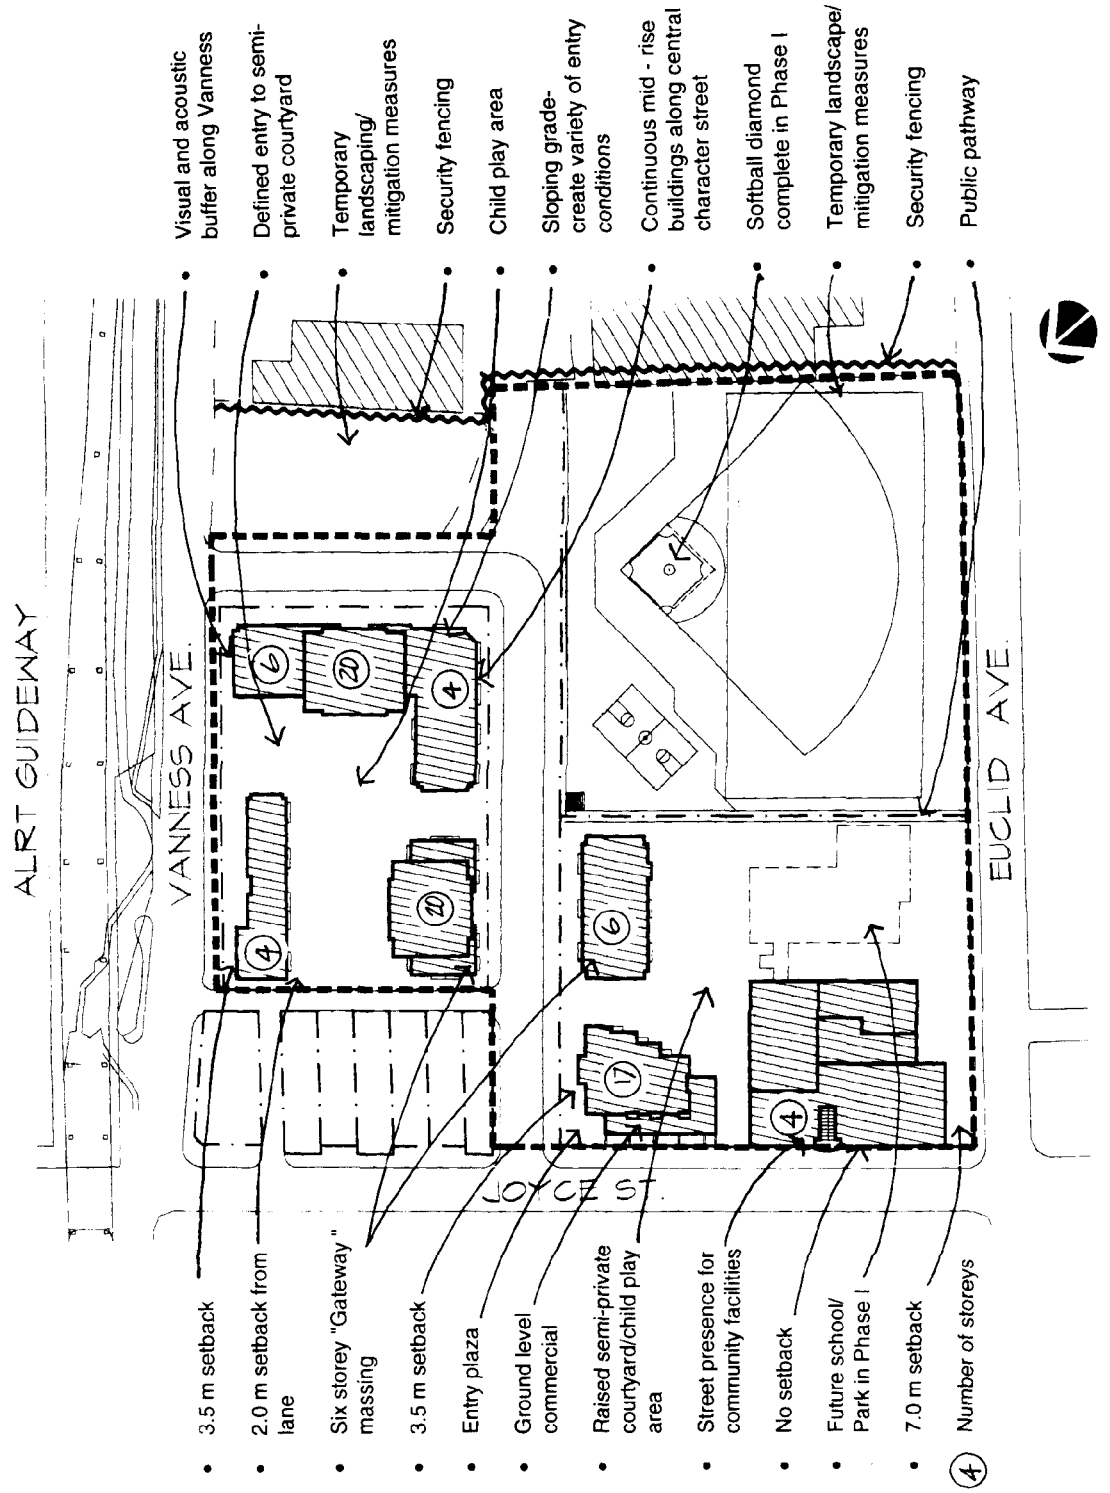 Visual and acoustic
buffer along Vanness
Defined entry to semi-
private courtyard
Temporary
landscaping/
mitigation measures
Security fencing
Child play area
Sloping grade-
create variety of entry
conditions
Continuous mid - rise
buildings along central
character street
Softball diamond
complete in Phase I
Temporary landscape/
mitigation measures
Security fencing
Public pathway
ALRT GUIDEWAY
VANNESS AVE.
EUCLID AVE.
JOYCE ST.
6
20
4
4
20
6
17
4
3.5 m setback
2.0 m setback from
lane
Six storey "Gateway"
massing
3.5 m setback
Entry plaza
Ground level
commercial
Raised semi-private
courtyard/child play
area
Street presence for
community facilities
No setback
Future school/
Park in Phase I
7.0 m setback
4 Number of storeys